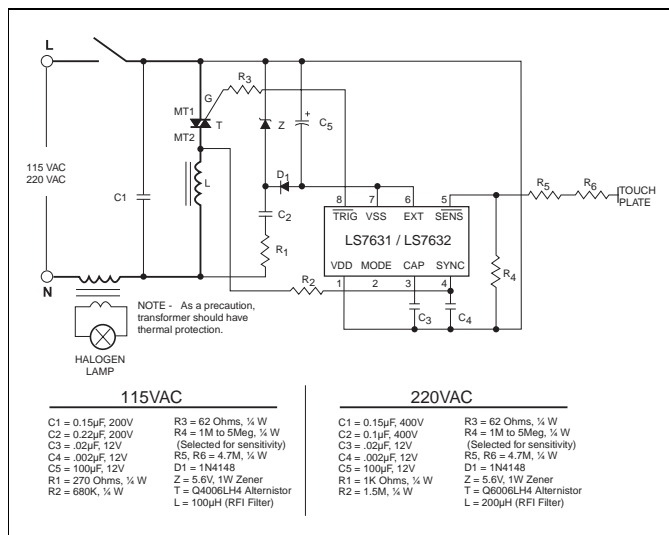 L
R3
G
MT1
T
MT2
Z
+
C5
115 VAC
220 VAC
C1
L
D1
C2
R1
8 7 6 5
TRIG VSS EXT SENS
LS7631 / LS7632
VDD MODE CAP SYNC
1 2 3 4
R5
R6
TOUCH
PLATE
R4
R2
C3
C4
N
NOTE - As a precaution,
transformer should have
thermal protection.
HALOGEN
LAMP
115VAC
C1 = 0.15µF, 200V
C2 = 0.22µF, 200V
C3 = .02µF, 12V
C4 = .002µF, 12V
C5 = 100µF, 12V
R1 = 270 Ohms, ¼ W
R2 = 680K, ¼ W
R3 = 62 Ohms, ¼ W
R4 = 1M to 5Meg, ¼ W
(Selected for sensitivity)
R5, R6 = 4.7M, ¼ W
D1 = 1N4148
Z = 5.6V, 1W Zener
T = Q4006LH4 Alternistor
L = 100µH (RFI Filter)
220VAC
C1 = 0.15µF, 400V
C2 = 0.1µF, 400V
C3 = .02µF, 12V
C4 = .002µF, 12V
C5 = 100µF, 12V
R1 = 1K Ohms, ¼ W
R2 = 1.5M, ¼ W
R3 = 62 Ohms, ¼ W
R4 = 1M to 5Meg, ¼ W
(Selected for sensitivity)
R5, R6 = 4.7M, ¼ W
D1 = 1N4148
Z = 5.6V, 1W Zener
T = Q6006LH4 Alternistor
L = 200µH (RFI Filter)